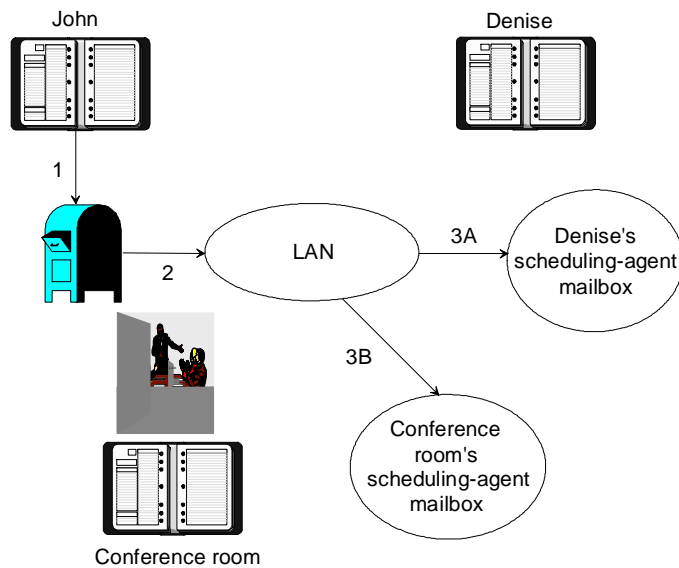 John
Denise
1
2
LAN
3A
Denise's
scheduling-agent
mailbox
3B
Conference
room's
scheduling-agent
mailbox
Conference room